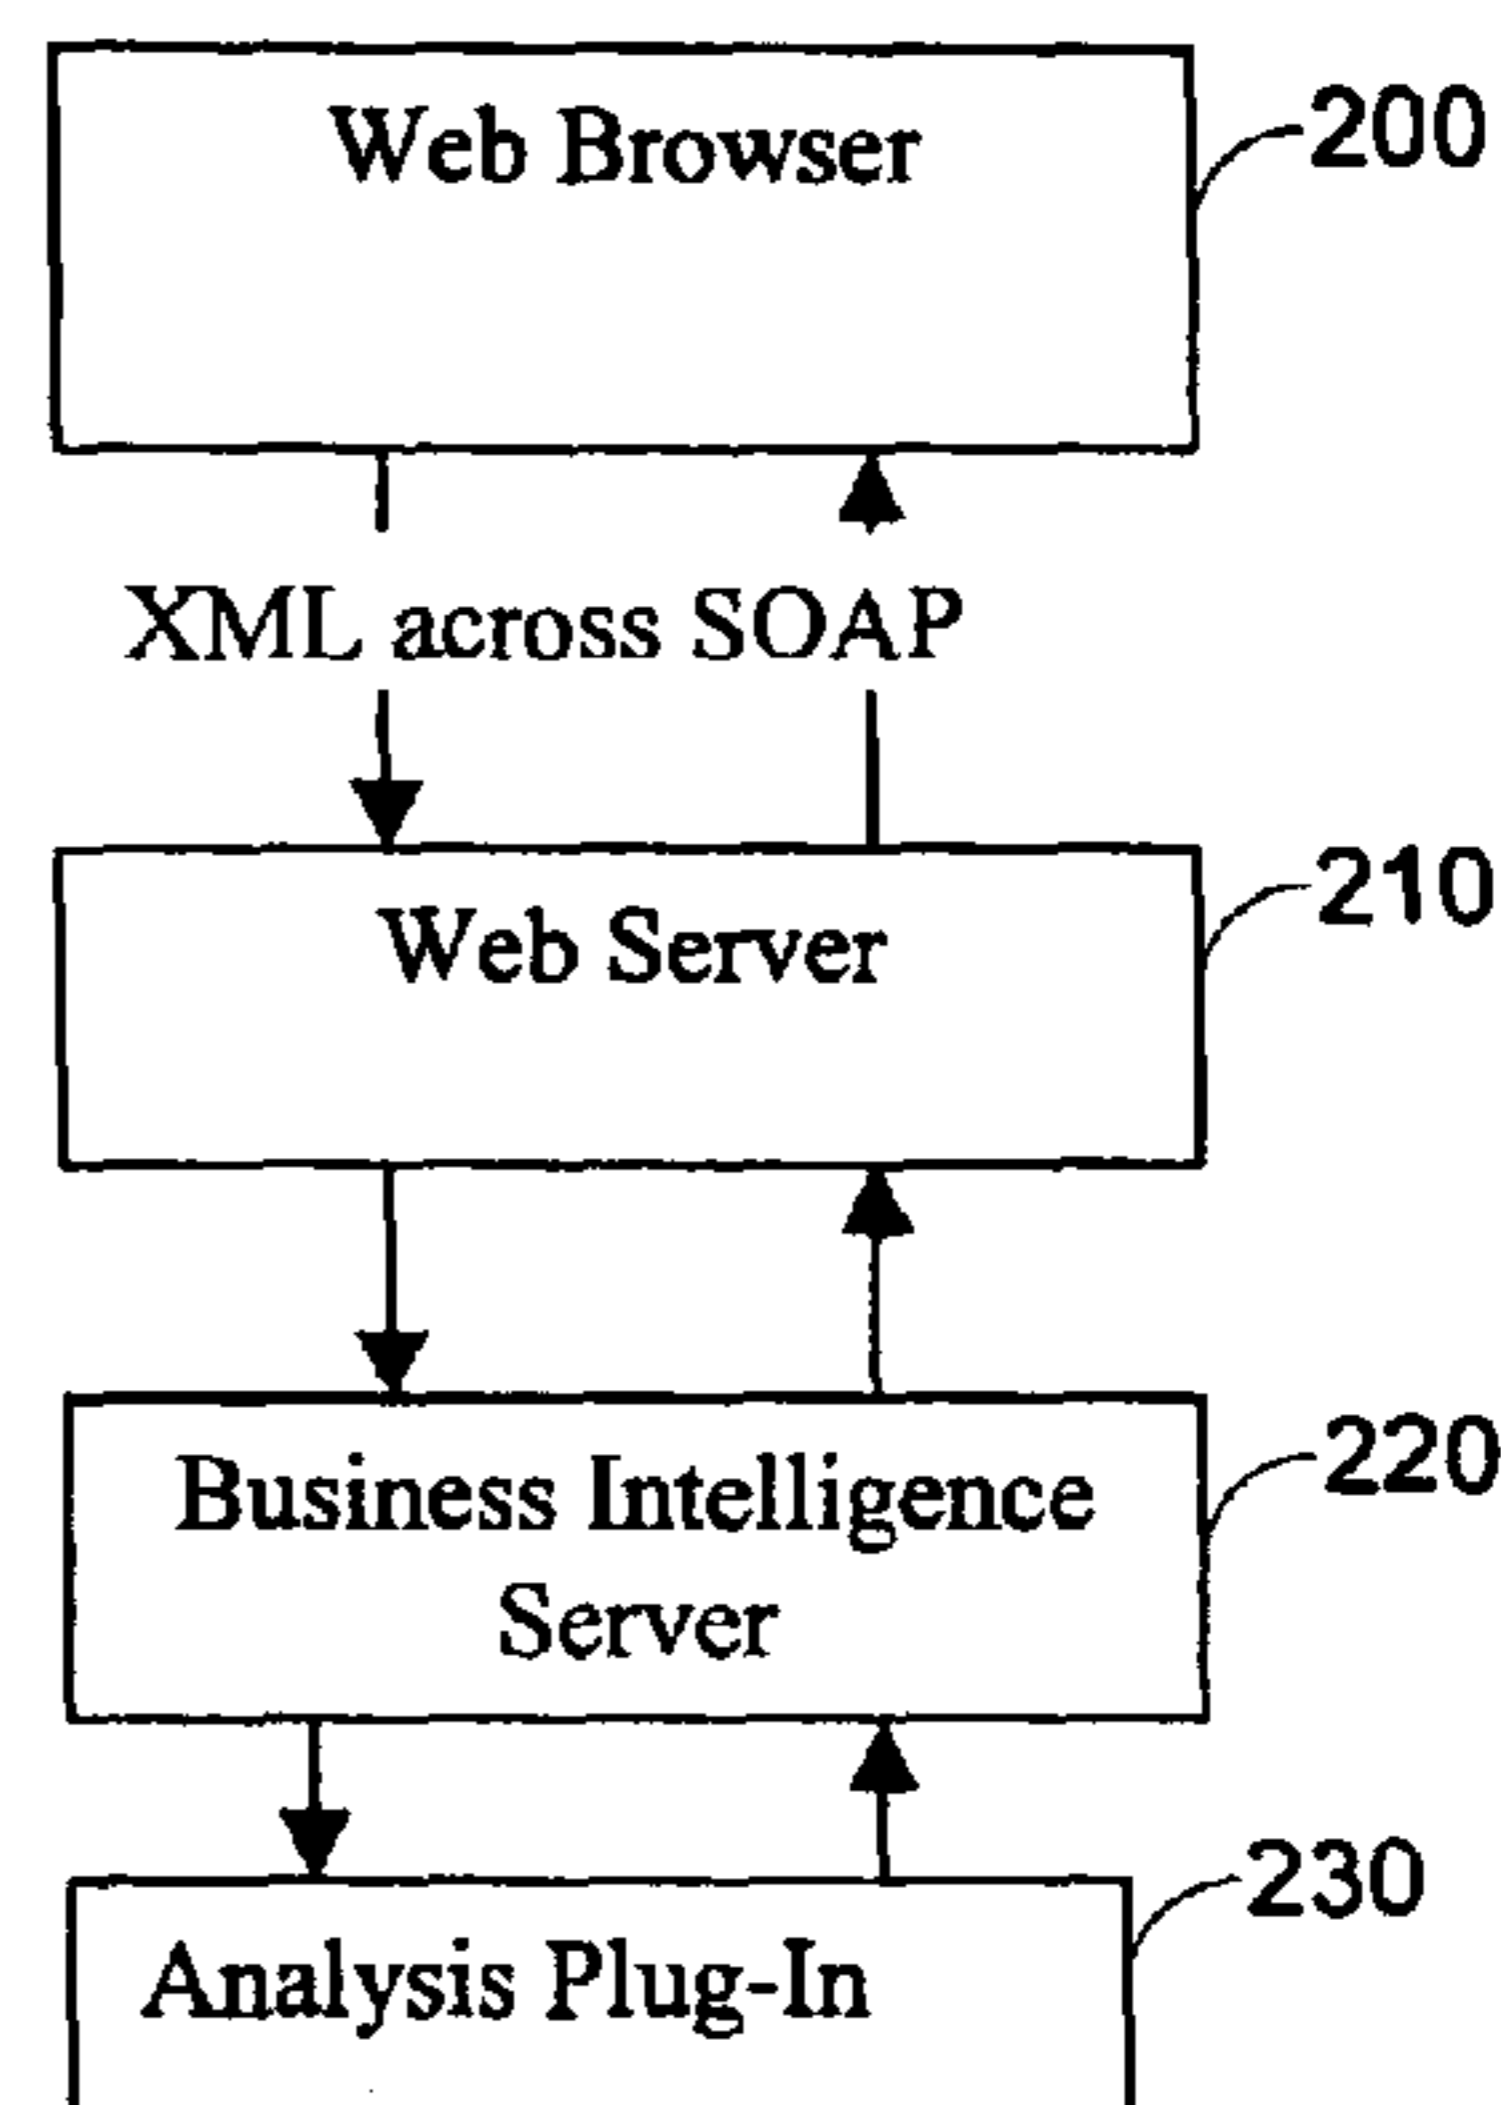 Web Browser
200
XML across SOAP
Web Server
210
Business Intelligence
Server
220
Analysis Plug-In
230